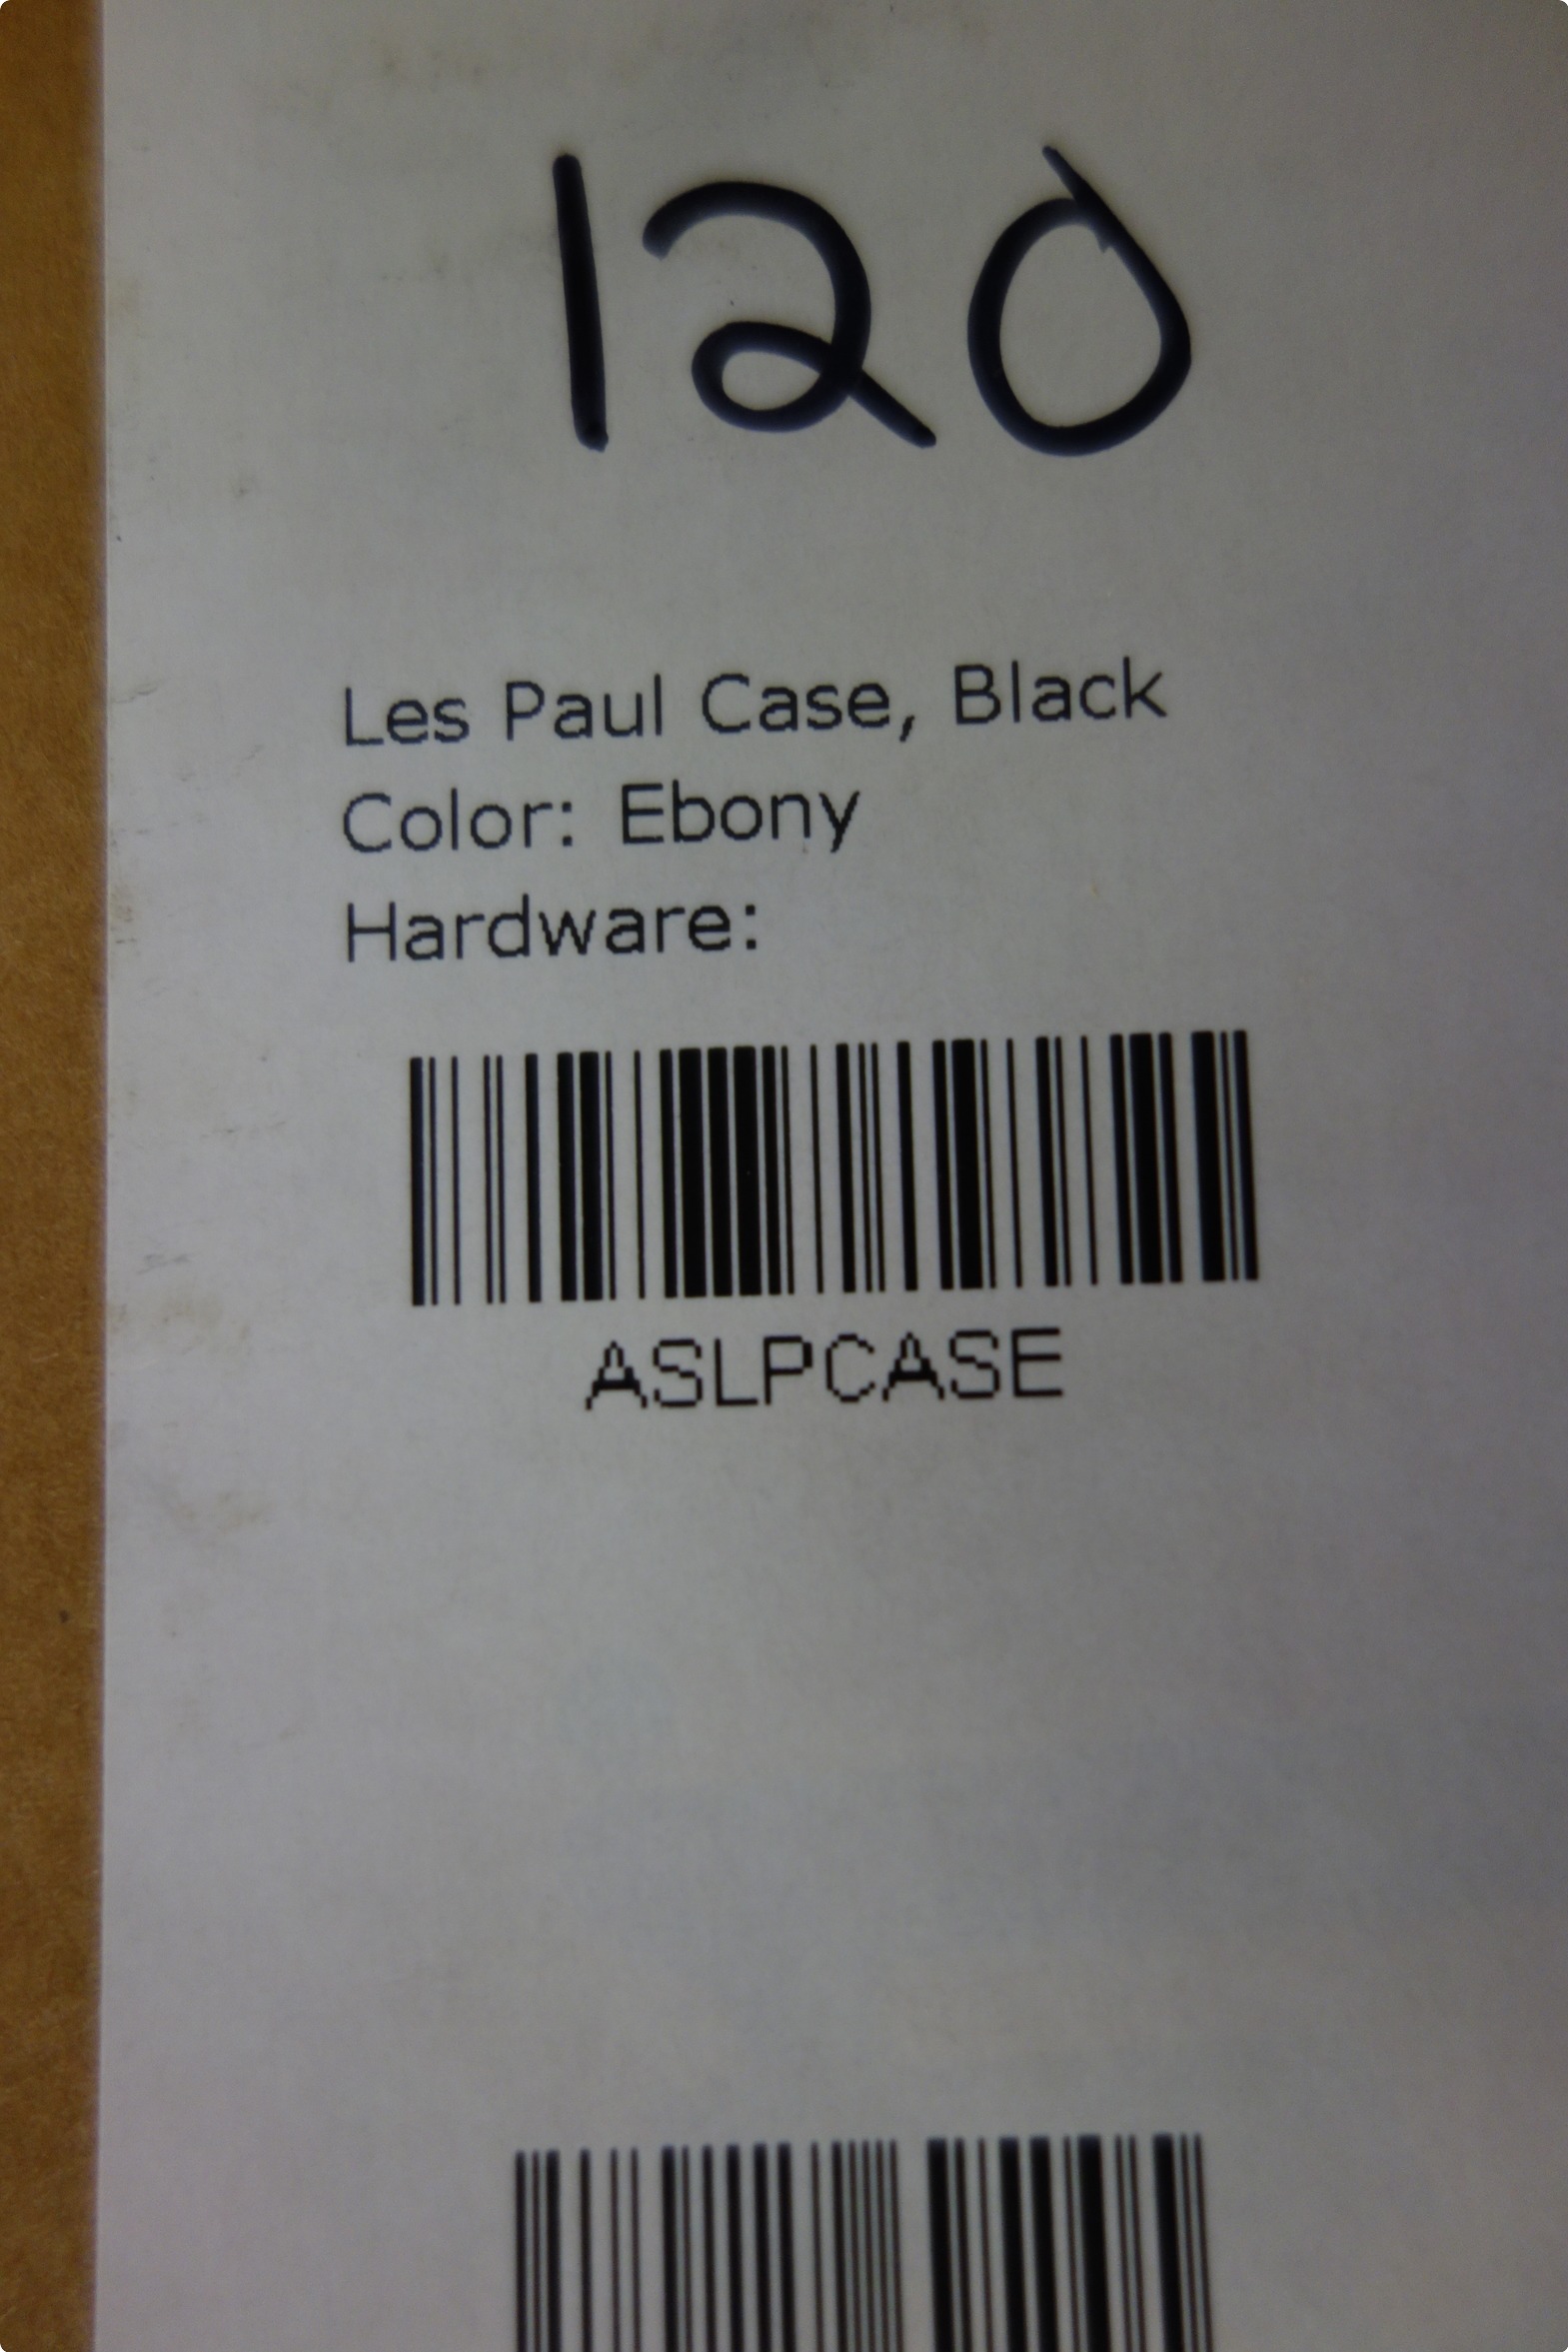 120
Les Paul Case, Black
Color: Ebony
Hardware:
ASLPCASE